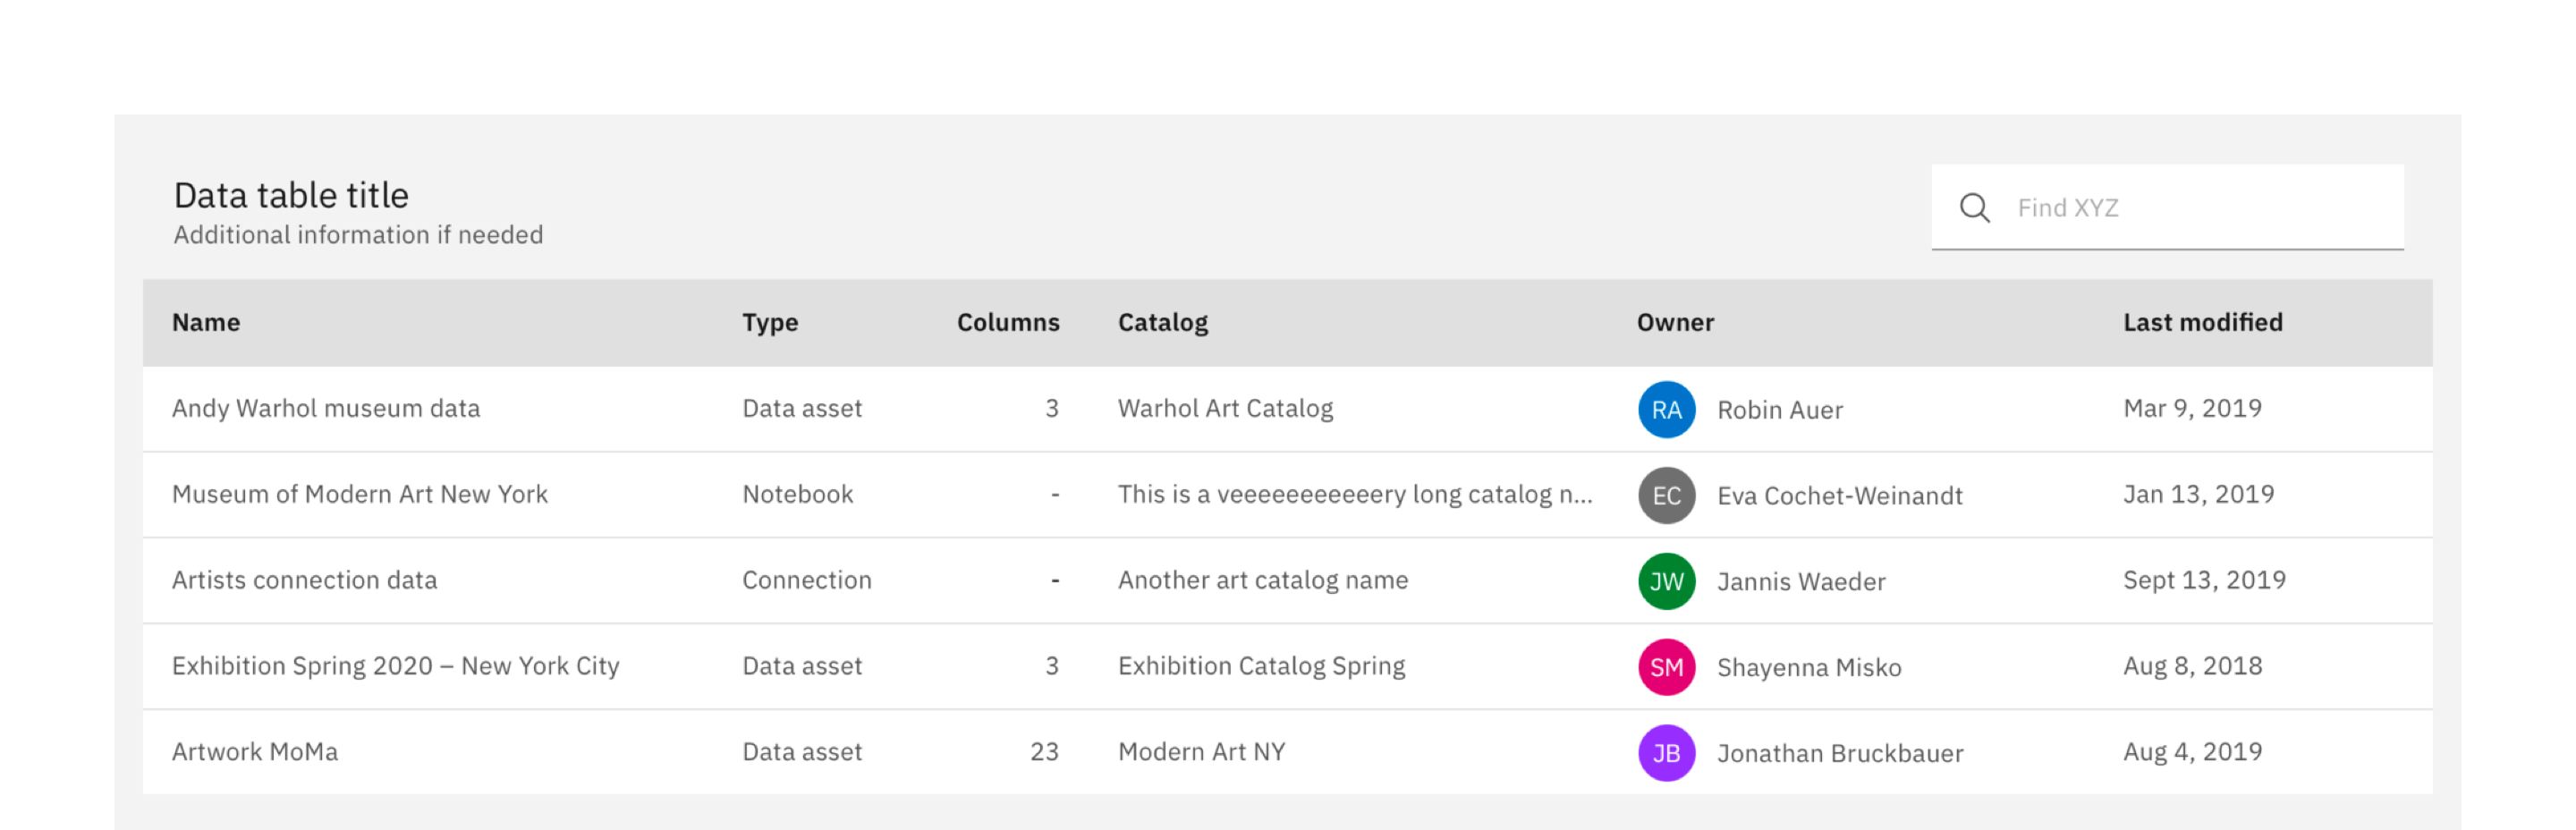 Data table title
Additional information if needed
Find XYZ
Name Type Columns Catalog Owner Last modified
Andy Warhol museum data Data asset 3 Warhol Art Catalog RA Robin Auer Mar 9, 2019
Museum of Modern Art New York Notebook - This is a veeeeeeeeeeery long catalog n... EC Eva Cochet-Weinandt Jan 13, 2019
Artists connection data Connection - Another art catalog name JW Jannis Waeder Sept 13, 2019
Exhibition Spring 2020 – New York City Data asset 3 Exhibition Catalog Spring SM Shayenna Misko Aug 8, 2018
Artwork MoMa Data asset 23 Modern Art NY JB Jonathan Bruckbauer Aug 4, 2019